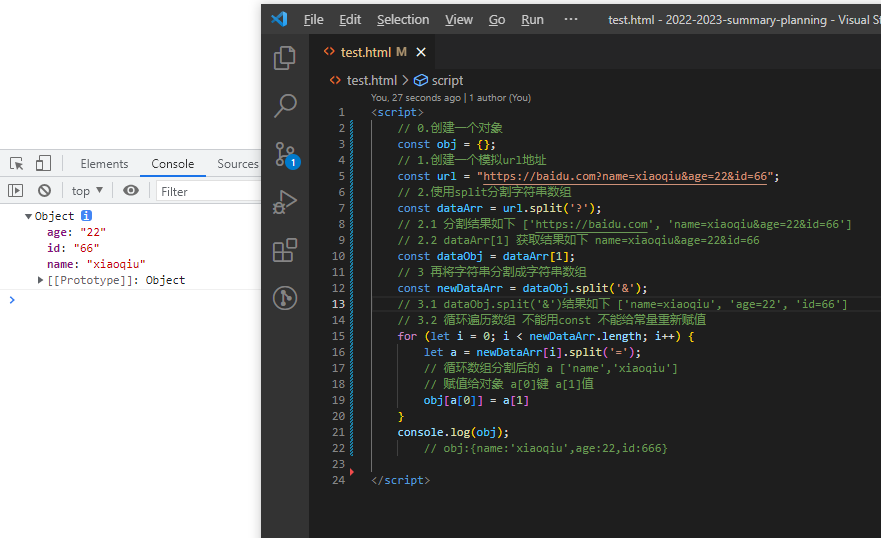 File Edit Selection View Go Run ··· test.html - 2022-2023-summary-planning - Visual St
test.html M
test.html > script
You, 27 seconds ago | 1 author (You)
1 <script>
2 // 0.创建一个对象
3 const obj = {};
4 // 1.创建一个模拟url地址
5 const url = "https://baidu.com?name=xiaoqiu&age=22&id=66";
6 // 2.使用split分割字符串数组
7 const dataArr = url.split('?');
8 // 2.1 分割结果如下 ['https://baidu.com', 'name=xiaoqiu&age=22&id=66']
9 // 2.2 dataArr[1] 获取结果如下 name=xiaoqiu&age=22&id=66
10 const dataObj = dataArr[1];
11 // 3 再将字符串分割成字符串数组
12 const newDataArr = dataObj.split('&');
13 // 3.1 dataObj.split('&')结果如下 ['name=xiaoqiu', 'age=22', 'id=66']
14 // 3.2 循环遍历数组 不能用const 不能给常量重新赋值
15 for (let i = 0; i < newDataArr.length; i++) {
16 let a = newDataArr[i].split('=');
17 // 循环数组分割后的 a ['name','xiaoqiu']
18 // 赋值给对象 a[0]键 a[1]值
19 obj[a[0]] = a[1]
20 }
21 console.log(obj);
22 // obj:{name:'xiaoqiu',age:22,id:666}
23
24 </script>
1
Elements Console Sources
top ▼ Filter
▼Object i
age: "22"
id: "66"
name: "xiaoqiu"
▶[[Prototype]]: Object
>